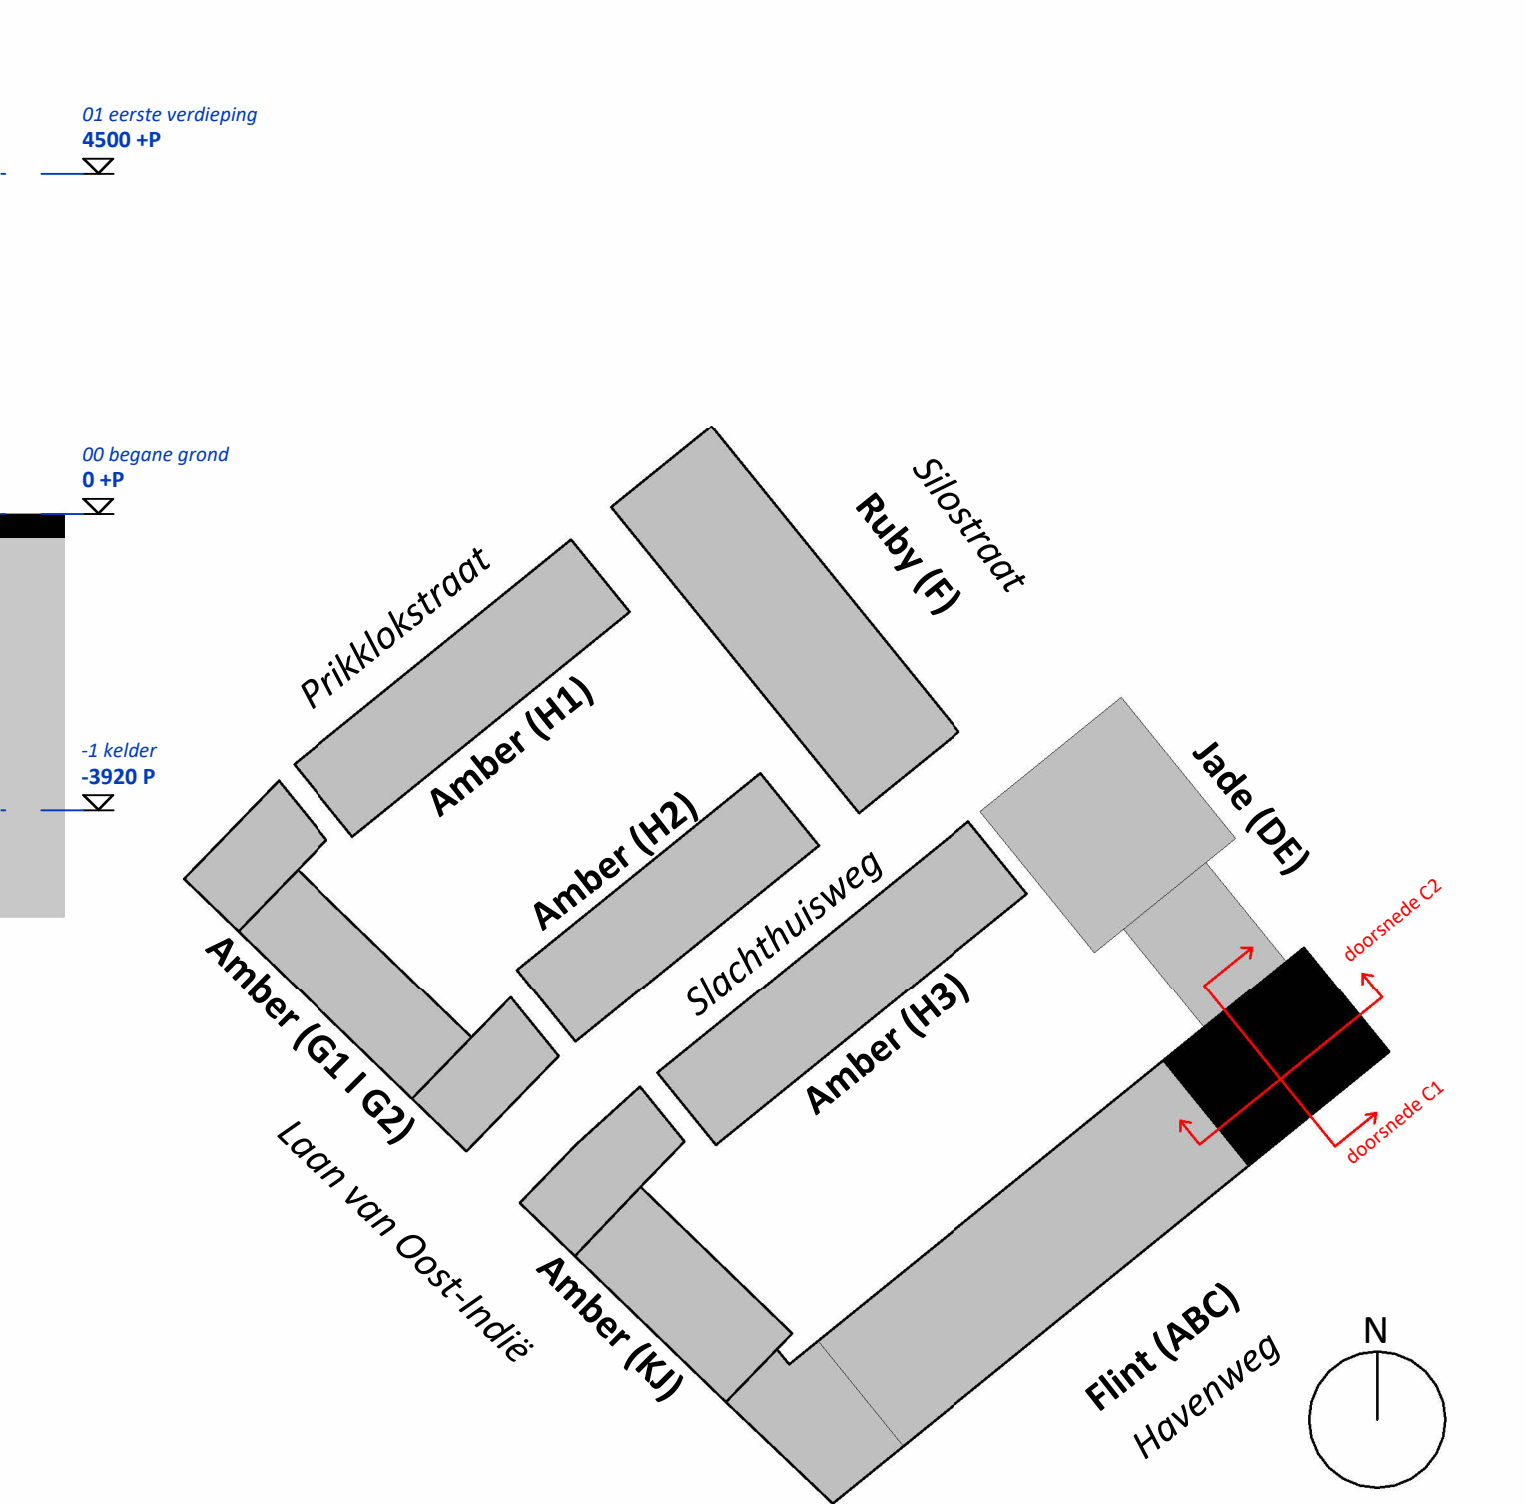 01 eerste verdieping
4500 +P
00 begane grond
0 +P
-1 kelder
-3920 P
Silostraat
Ruby (F)
Prikklokstraat
Amber (H1)
Amber (H2)
Jade (DE)
Slachthuisweg
Amber (H3)
doorsnede C2
Amber (G1 I G2)
doorsnede C1
Laan van Oost-Indië
Amber (KJ)
Flint (ABC)
Havenweg
N